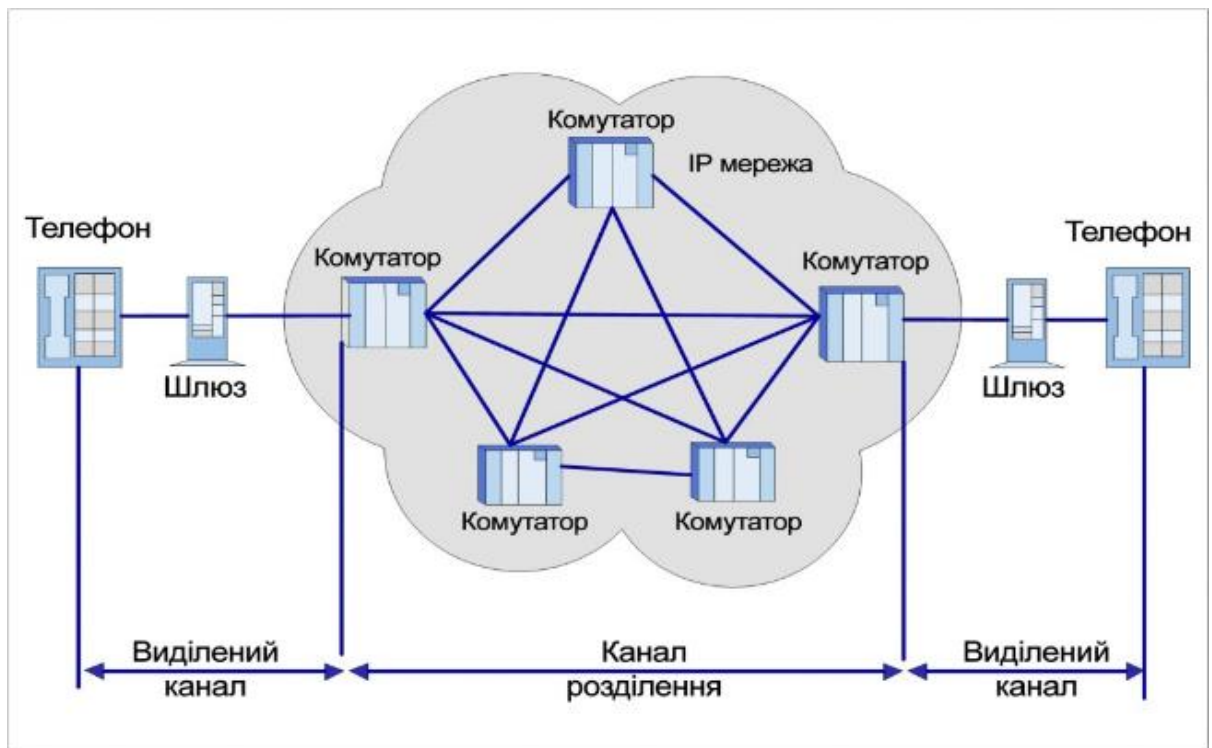 Комутатор
IP мережа
Телефон
Телефон
Комутатор
Комутатор
Шлюз
Шлюз
Комутатор
Комутатор
Виділений
канал
Канал
розділення
Виділений
канал